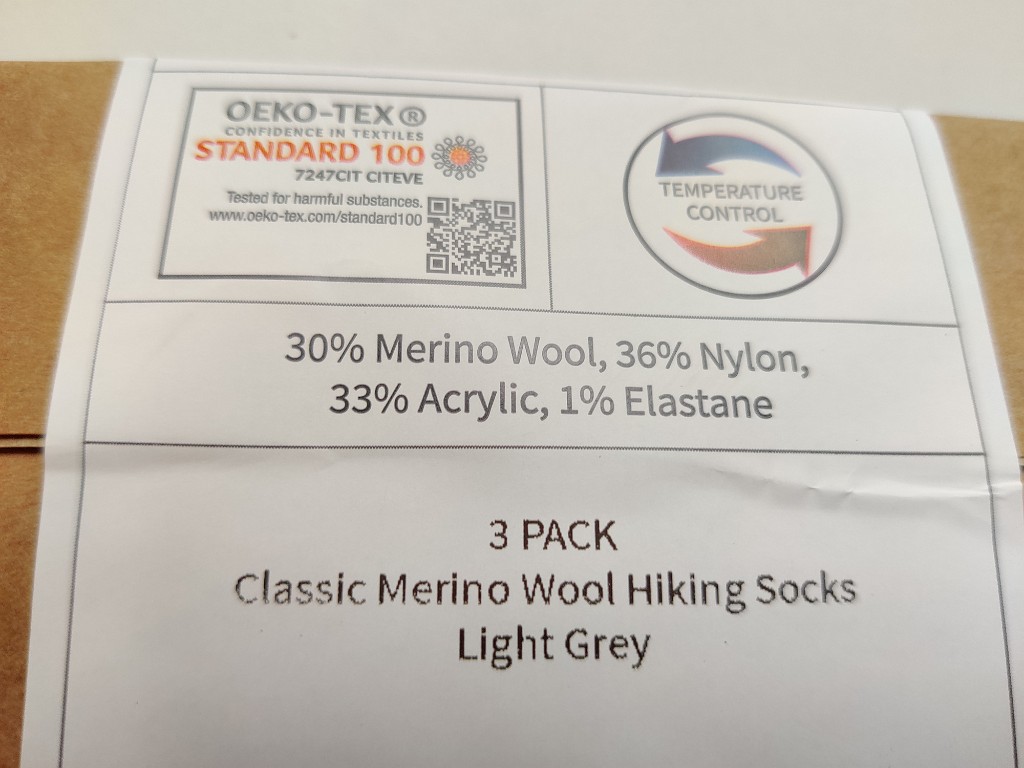 OEKO-TEX®
CONFIDENCE IN TEXTILES
STANDARD 100
7247CIT CITEVE
Tested for harmful substances.
www.oeko-tex.com/standard100
TEMPERATURE
CONTROL
30% Merino Wool, 36% Nylon,
33% Acrylic, 1% Elastane
3 PACK
Classic Merino Wool Hiking Socks
Light Grey